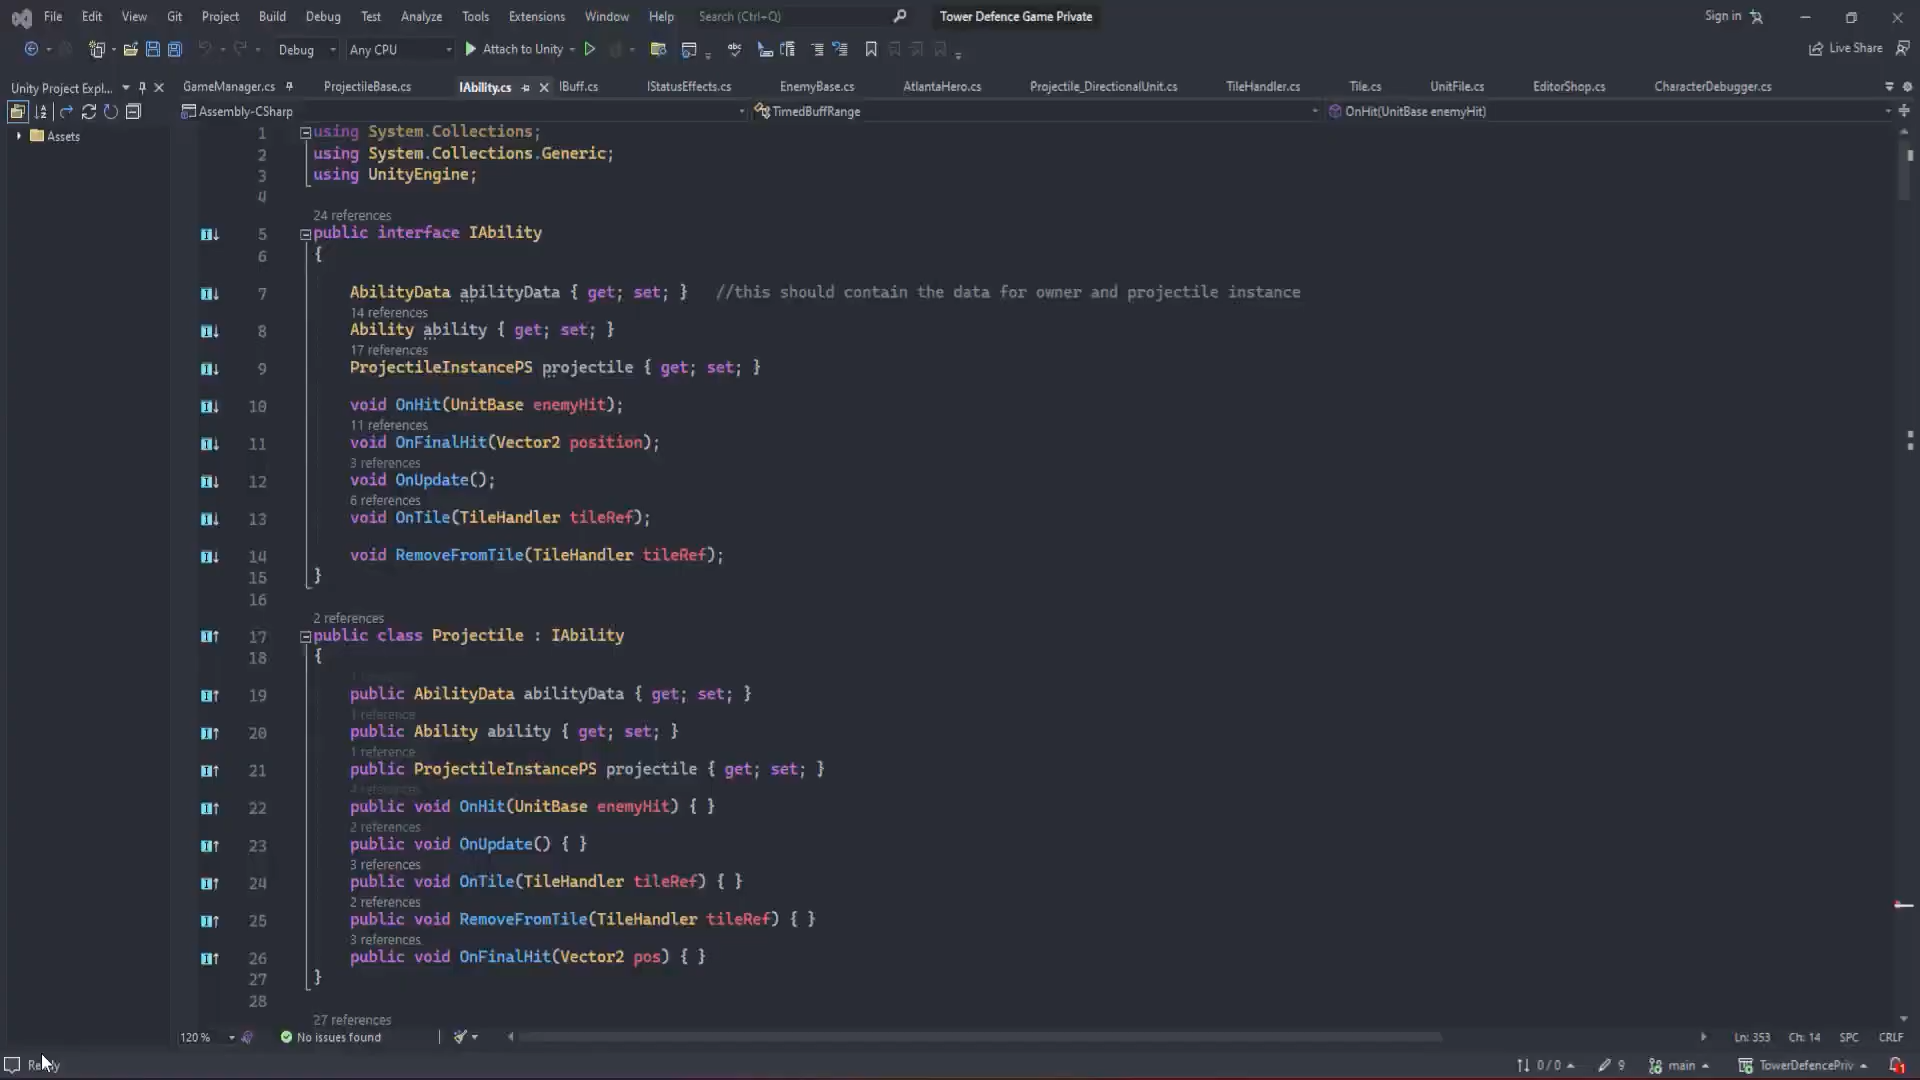 File Edit View Git Project Build Debug Test Analyze Tools Extensions Window Help Search (Ctrl+Q) Tower Defence Game Private Sign in
Debug Any CPU Attach to Unity Live Share
Unity Project Expl... GameManager.cs ProjectileBase.cs IAbility.cs IBuff.cs IStatusEffects.cs EnemyBase.cs AtlantaHero.cs Projectile_DirectionalUnit.cs TileHandler.cs Tile.cs UnitFile.cs EditorShop.cs CharacterDebugger.cs
Assembly-CSharp TimedBuffRange OnHit(UnitBase enemyHit)
Assets
1 using System.Collections;
2 using System.Collections.Generic;
3 using UnityEngine;
4
24 references
5 public interface IAbility
6 {
7 AbilityData abilityData { get; set; } //this should contain the data for owner and projectile instance
14 references
8 Ability ability { get; set; }
17 references
9 ProjectileInstancePS projectile { get; set; }
10 void OnHit(UnitBase enemyHit);
11 references
11 void OnFinalHit(Vector2 position);
3 references
12 void OnUpdate();
6 references
13 void OnTile(TileHandler tileRef);
14 void RemoveFromTile(TileHandler tileRef);
15 }
16
2 references
17 public class Projectile : IAbility
18 {
19 public AbilityData abilityData { get; set; }
1 reference
20 public Ability ability { get; set; }
1 reference
21 public ProjectileInstancePS projectile { get; set; }
4 references
22 public void OnHit(UnitBase enemyHit) { }
2 references
23 public void OnUpdate() { }
3 references
24 public void OnTile(TileHandler tileRef) { }
2 references
25 public void RemoveFromTile(TileHandler tileRef) { }
3 references
26 public void OnFinalHit(Vector2 pos) { }
27 }
28
27 references
120 % No issues found Ln: 353 Ch: 14 SPC CRLF
0 / 0 9 main TowerDefencePriv 1